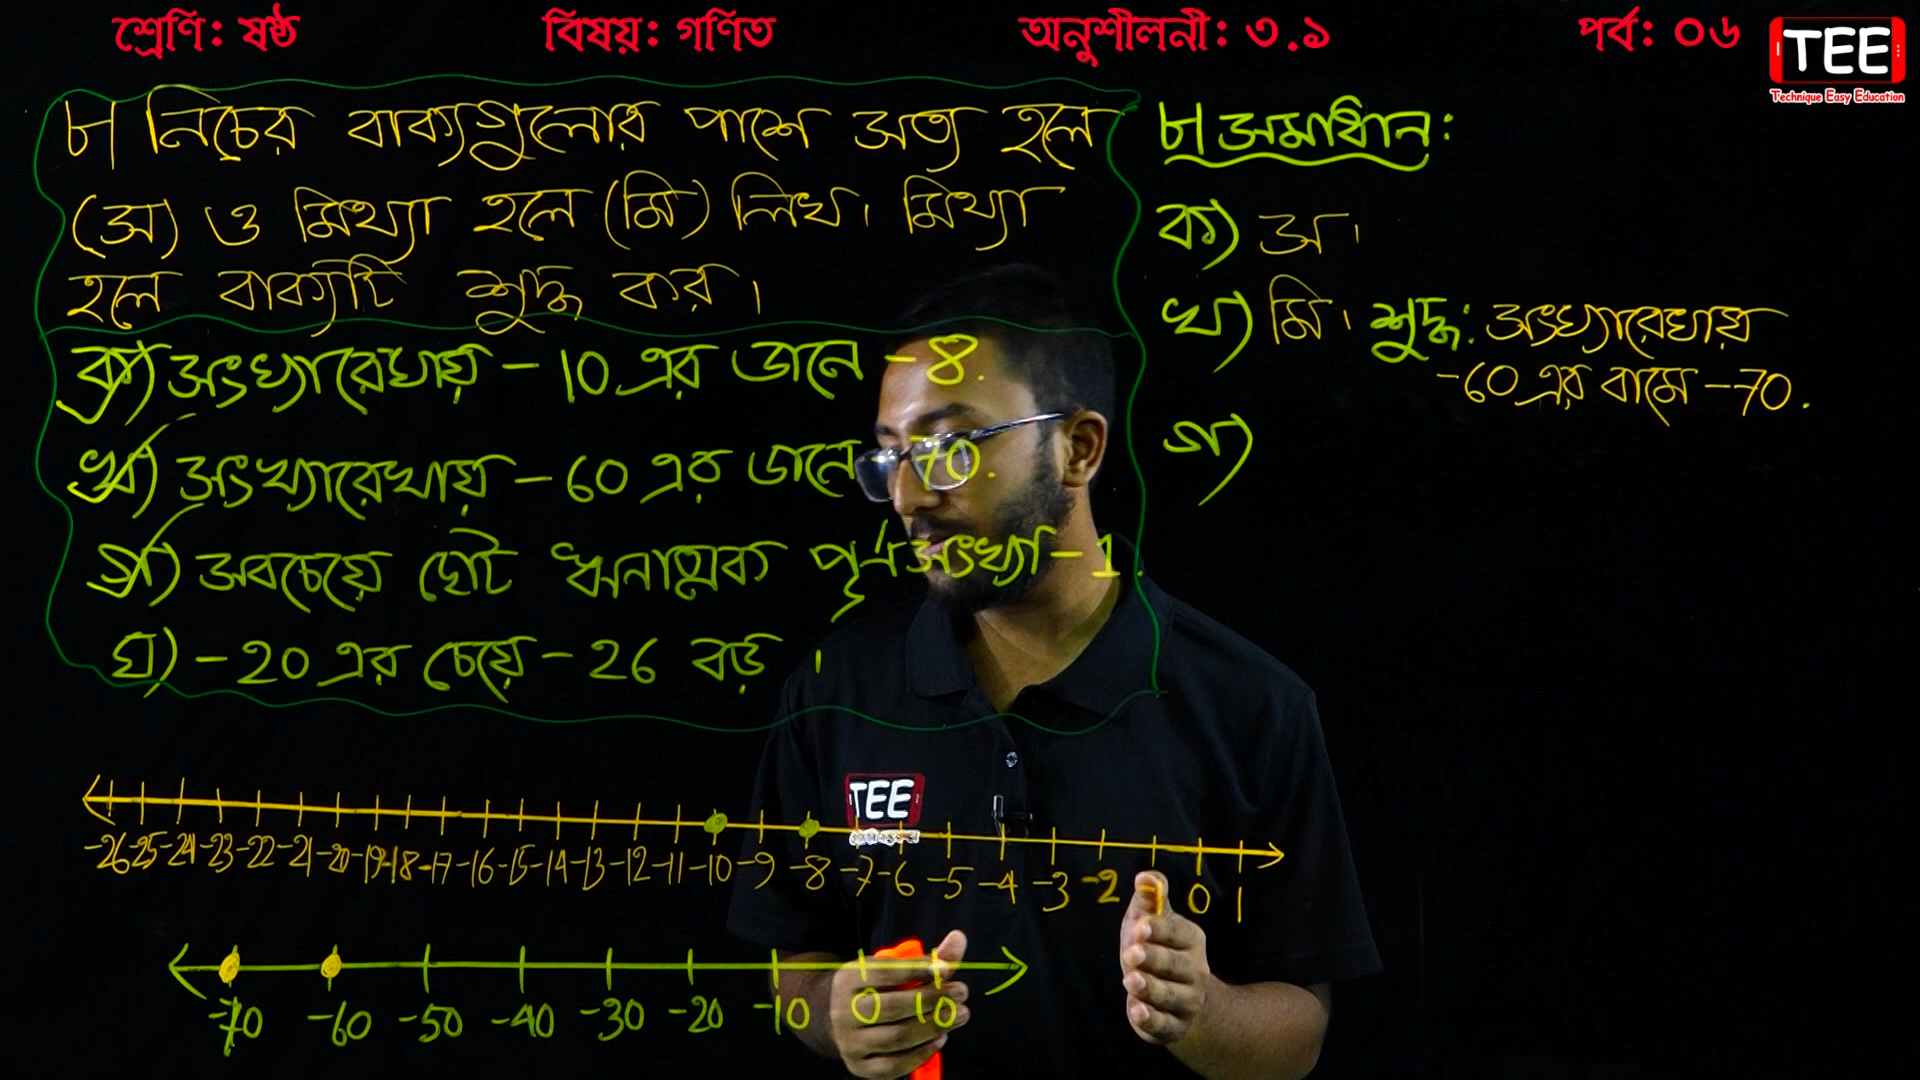 শ্রেণি: ষষ্ঠ
বিষয়: গণিত
অনুশীলনী: ৩.১
পর্ব: ০৬
TEE
Technique Easy Education
৮। নিচের বাক্যগুলোর পাশে সত্য হলে
(স) ও মিথ্যা হলে (মি) লিখ। মিথ্যা
হলে বাক্যটি শুদ্ধ কর।
ক) সংখ্যারেখায় -10 এর ডানে -8.
খ) সংখ্যারেখায় -60 এর ডানে -70.
গ) সবচেয়ে ছোট ঋনাত্মক পূর্ণসংখ্যা -1.
ঘ) -20 এর চেয়ে -26 বড়।
৮। সমাধান:
ক) স।
খ) মি। শুদ্ধ: সংখ্যারেখায়
-60 এর বামে -70.
গ)
TEE
-26 -25 -24 -23 -22 -21 -20 -19 -18 -17 -16 -15 -14 -13 -12 -11 -10 -9 -8 -7 -6 -5 -4 -3 -2 0 1
-70 -60 -50 -40 -30 -20 -10 0 10